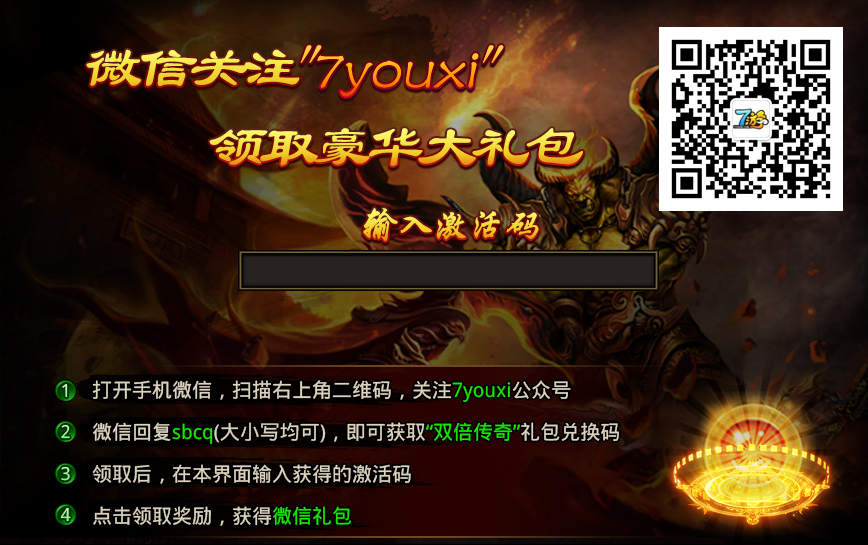 微信关注"7youxi"
领取豪华大礼包
7游
输入激活码
1 打开手机微信，扫描右上角二维码，关注7youxi公众号
2 微信回复sbcq(大小写均可)，即可获取“双倍传奇”礼包兑换码
3 领取后，在本界面输入获得的激活码
4 点击领取奖励，获得微信礼包